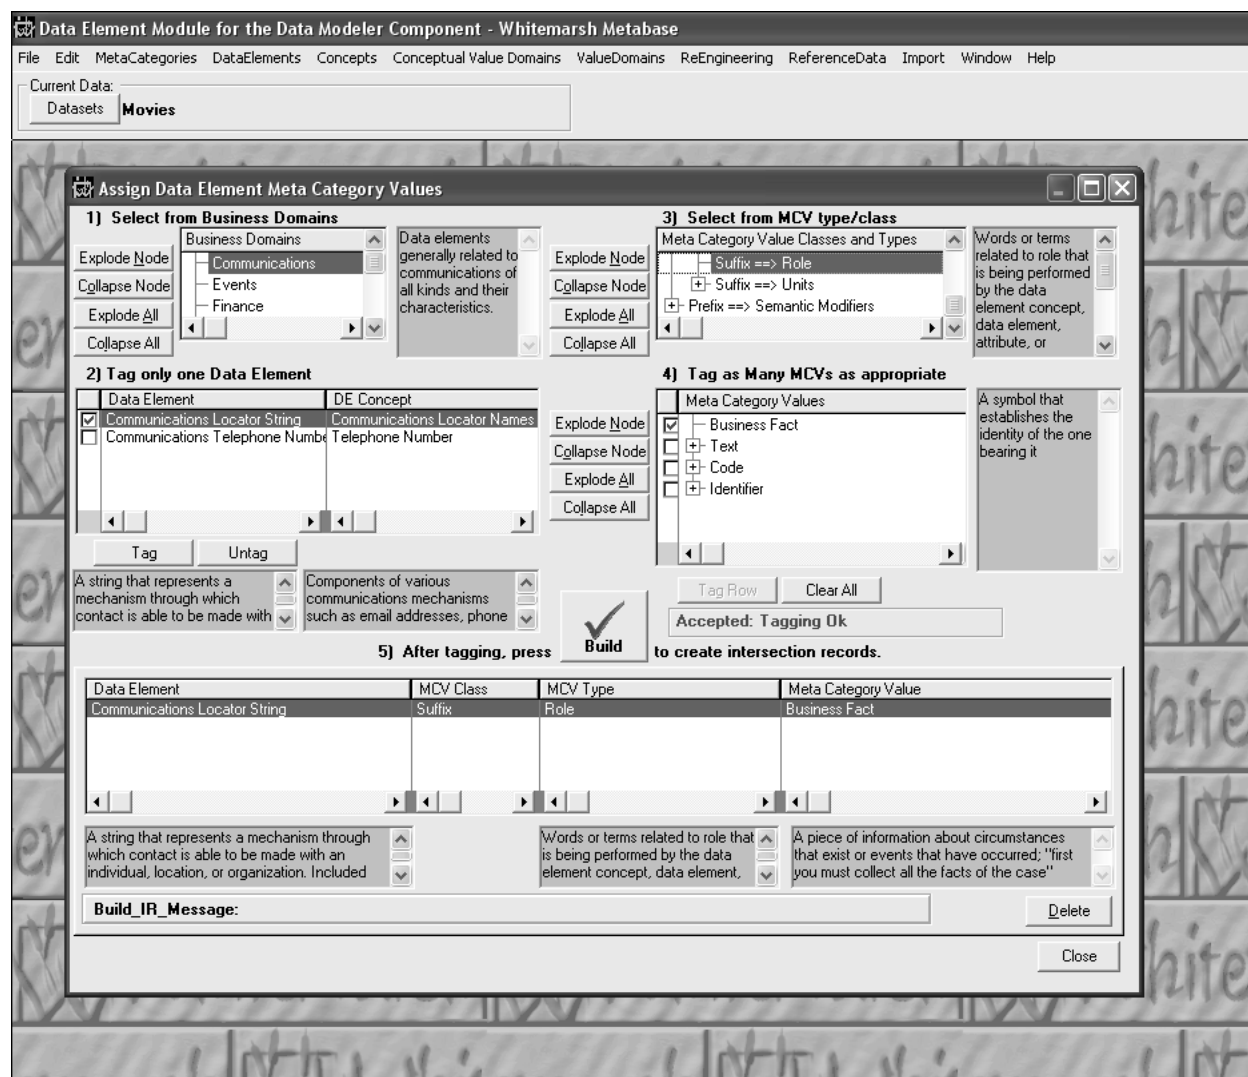 Data Element Module for the Data Modeler Component - Whitemarsh Metabase
File Edit MetaCategories DataElements Concepts Conceptual Value Domains ValueDomains ReEngineering ReferenceData Import Window Help
Current Data:
Datasets Movies
Assign Data Element Meta Category Values
1) Select from Business Domains
Explode Node
Collapse Node
Explode All
Collapse All
Business Domains
Communications
Events
Finance
Data elements
generally related to
communications of
all kinds and their
characteristics.
3) Select from MCV type/class
Explode Node
Collapse Node
Explode All
Collapse All
Meta Category Value Classes and Types
Suffix ==> Role
Suffix ==> Units
Prefix ==> Semantic Modifiers
Words or terms
related to role that
is being performed
by the data
element concept,
data element,
attribute, or
2) Tag only one Data Element
Data Element DE Concept
Communications Locator String Communications Locator Names
Communications Telephone Numbe Telephone Number
Tag Untag
A string that represents a
mechanism through which
contact is able to be made with
Components of various
communications mechanisms
such as email addresses, phone
4) Tag as Many MCVs as appropriate
Explode Node
Collapse Node
Explode All
Collapse All
Meta Category Values
Business Fact
Text
Code
Identifier
A symbol that
establishes the
identity of the one
bearing it
Tag Row Clear All
Accepted: Tagging Ok
5) After tagging, press Build to create intersection records.
Data Element MCV Class MCV Type Meta Category Value
Communications Locator String Suffix Role Business Fact
A string that represents a mechanism through
which contact is able to be made with an
individual, location, or organization. Included
Words or terms related to role that
is being performed by the data
element concept, data element,
A piece of information about circumstances
that exist or events that have occurred; "first
you must collect all the facts of the case"
Build_IR_Message:
Delete
Close